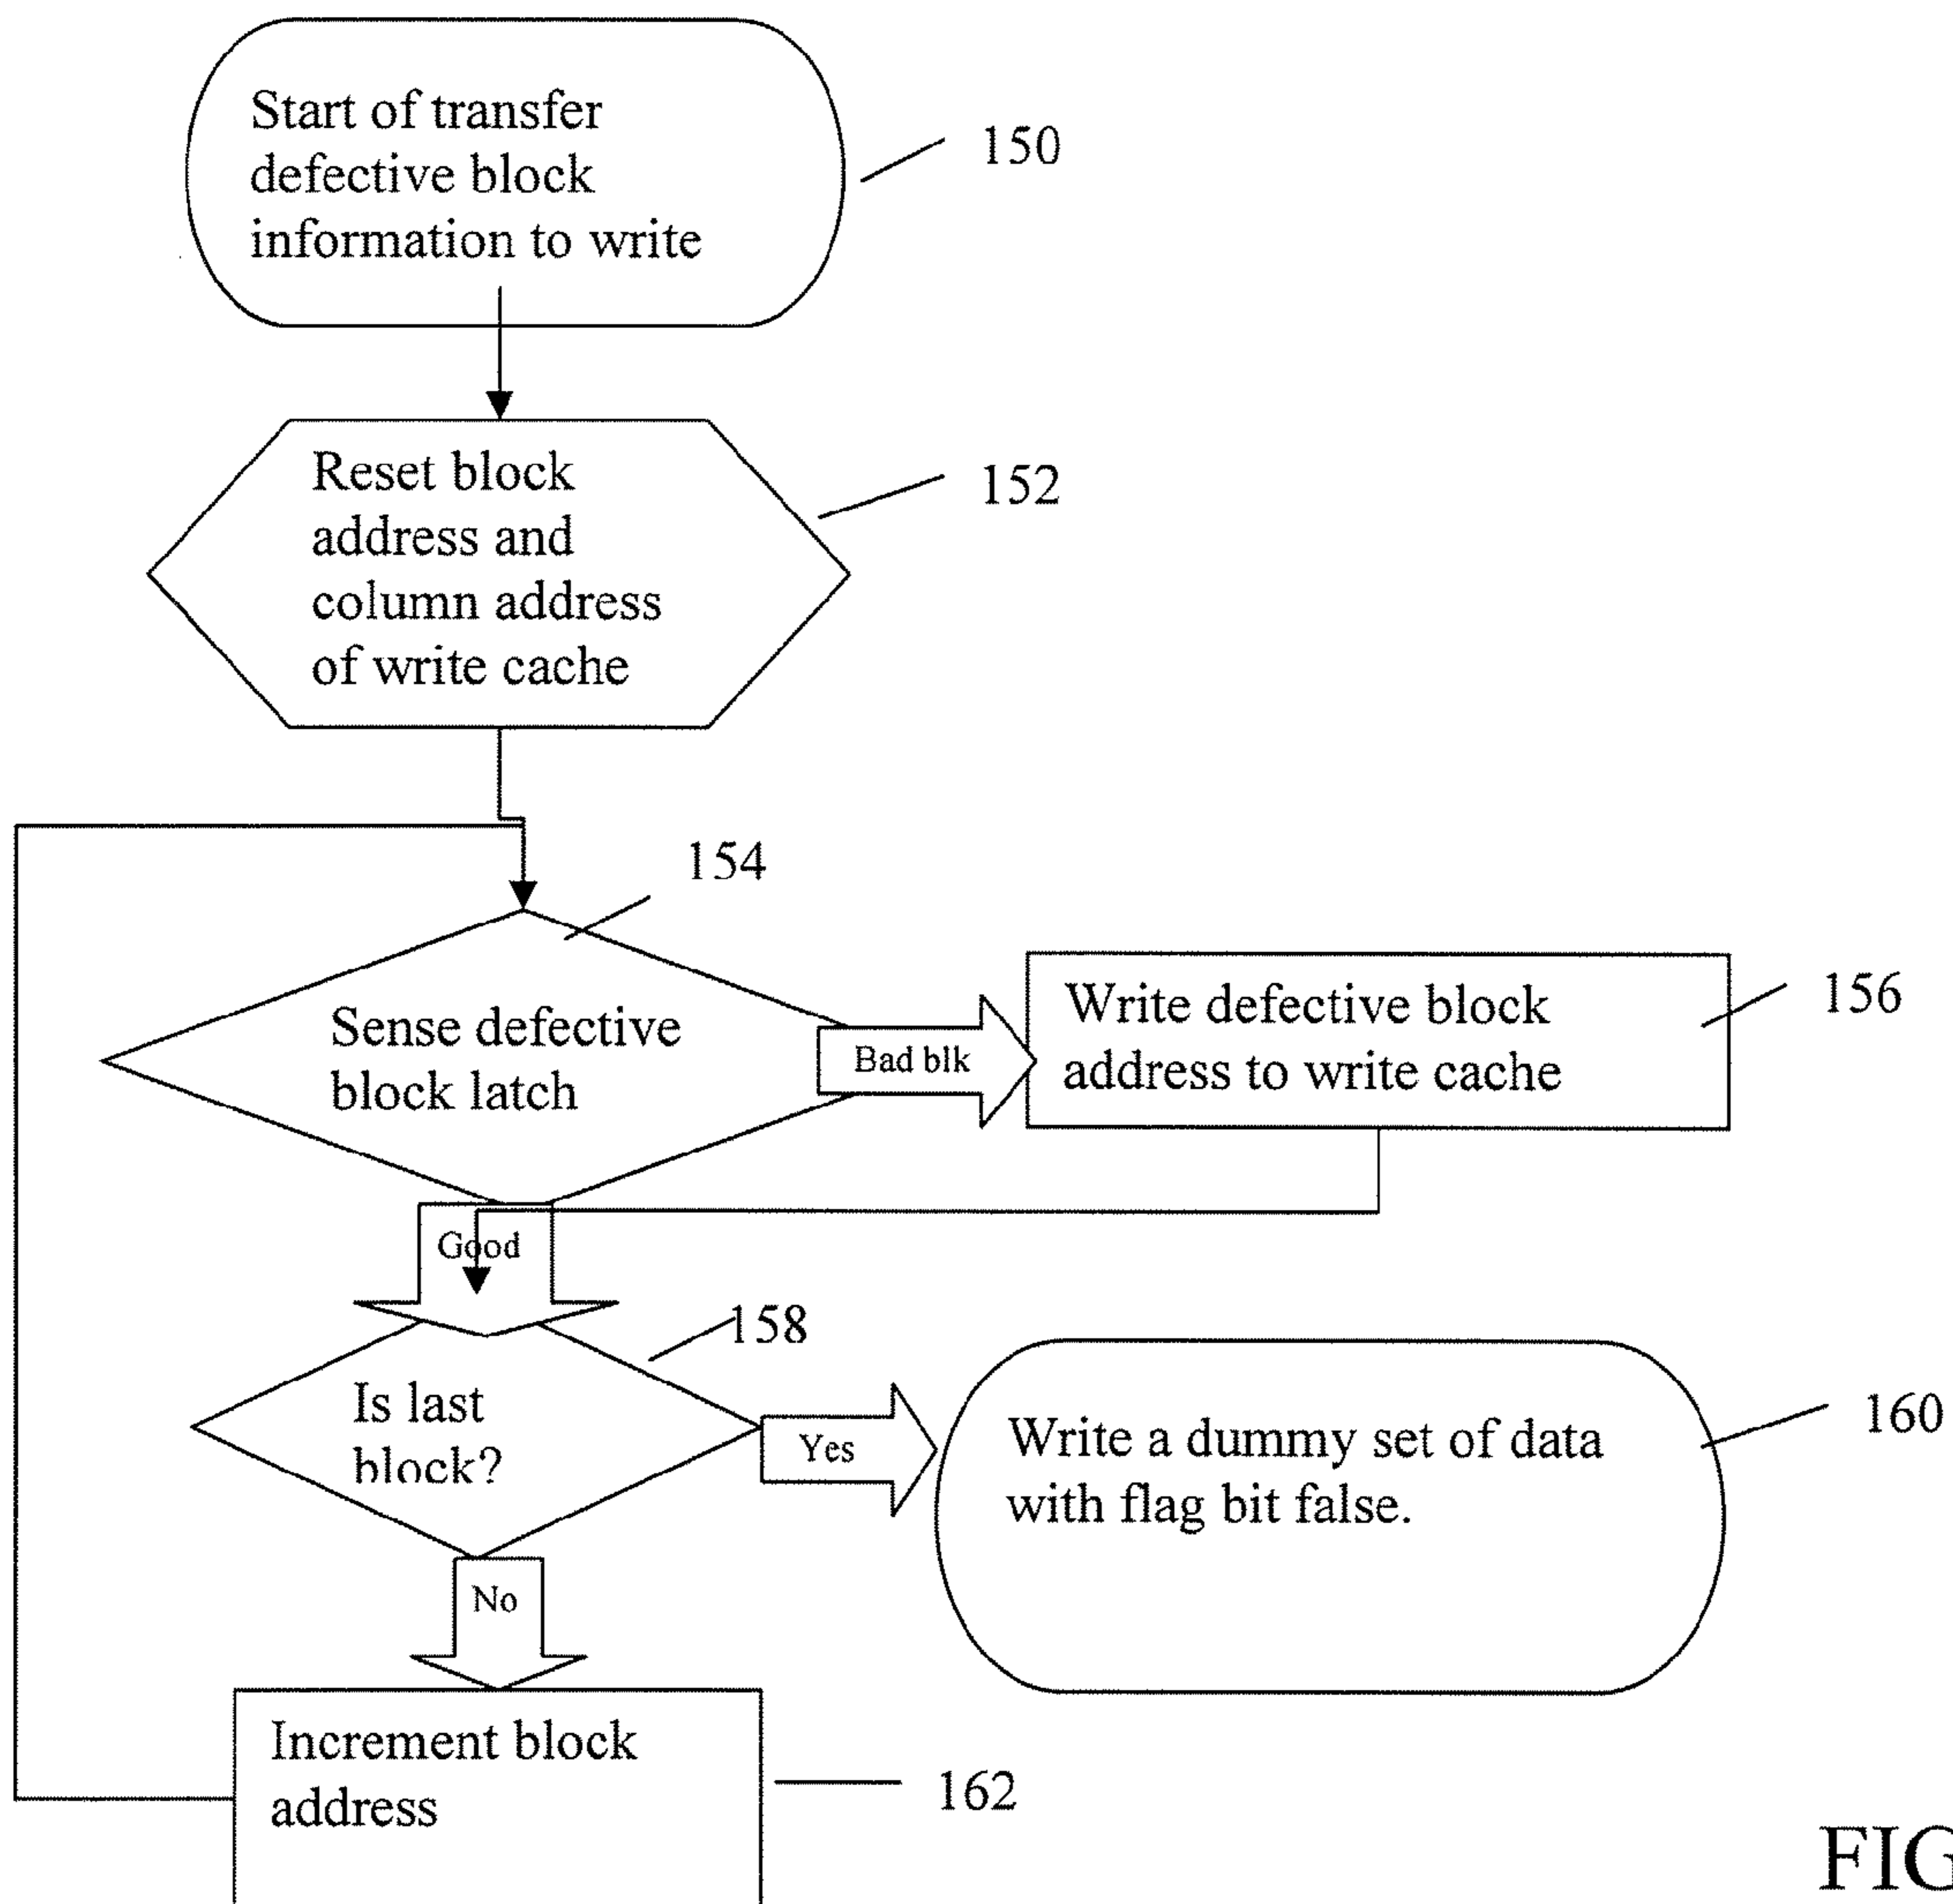 Start of transfer
defective block
information to write
150
Reset block
address and
column address
of write cache
152
154
Sense defective
block latch
Bad blk
Write defective block
address to write cache
156
Good
158
Is last
block?
Yes
Write a dummy set of data
with flag bit false.
160
No
Increment block
address
162
FIG